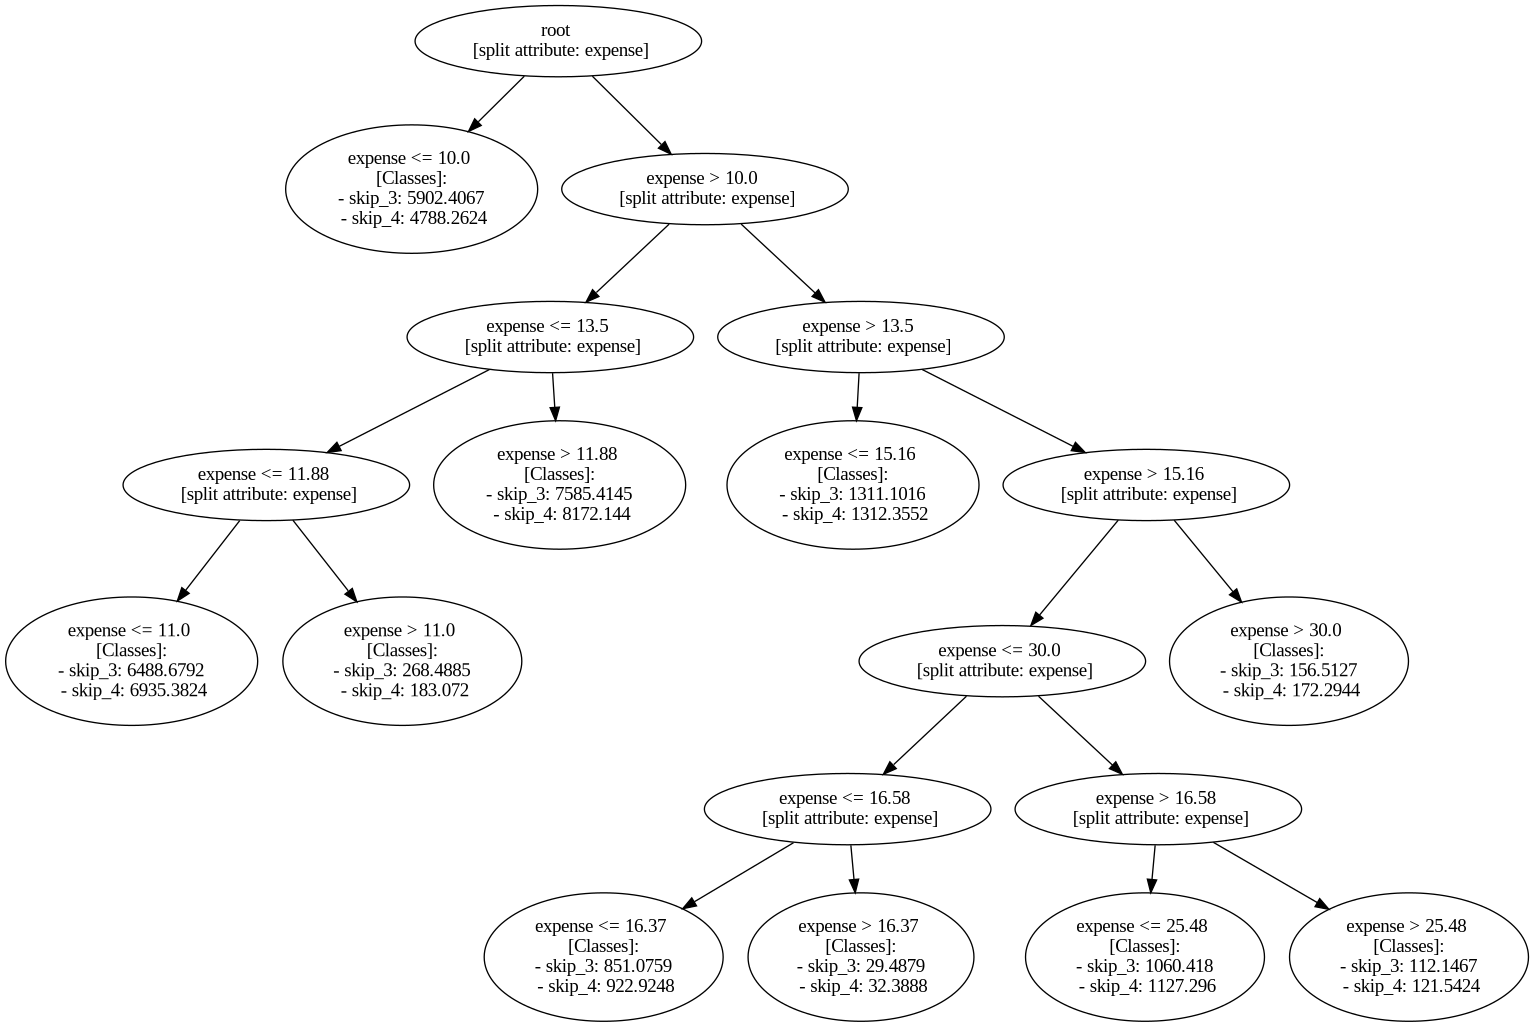 root
[split attribute: expense]
expense <= 10.0
[Classes]:
- skip_3: 5902.4067
- skip_4: 4788.2624
expense > 10.0
[split attribute: expense]
expense <= 13.5
[split attribute: expense]
expense > 13.5
[split attribute: expense]
expense <= 11.88
[split attribute: expense]
expense > 11.88
[Classes]:
- skip_3: 7585.4145
- skip_4: 8172.144
expense <= 15.16
[Classes]:
- skip_3: 1311.1016
- skip_4: 1312.3552
expense > 15.16
[split attribute: expense]
expense <= 11.0
[Classes]:
- skip_3: 6488.6792
- skip_4: 6935.3824
expense > 11.0
[Classes]:
- skip_3: 268.4885
- skip_4: 183.072
expense <= 30.0
[split attribute: expense]
expense > 30.0
[Classes]:
- skip_3: 156.5127
- skip_4: 172.2944
expense <= 16.58
[split attribute: expense]
expense > 16.58
[split attribute: expense]
expense <= 16.37
[Classes]:
- skip_3: 851.0759
- skip_4: 922.9248
expense > 16.37
[Classes]:
- skip_3: 29.4879
- skip_4: 32.3888
expense <= 25.48
[Classes]:
- skip_3: 1060.418
- skip_4: 1127.296
expense > 25.48
[Classes]:
- skip_3: 112.1467
- skip_4: 121.5424